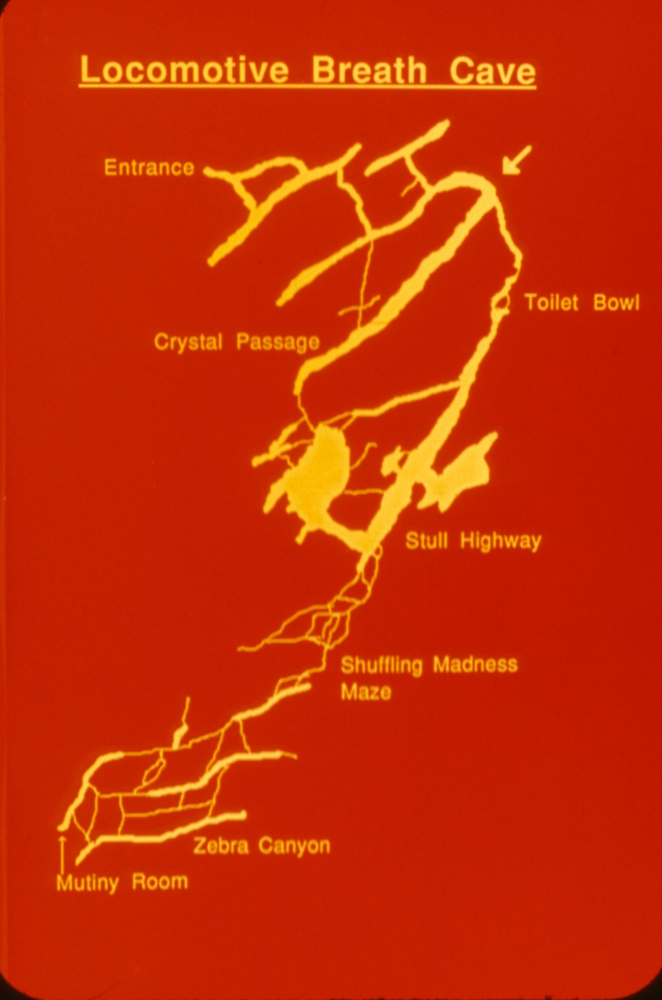 Locomotive Breath Cave
Entrance
Toilet Bowl
Crystal Passage
Stull Highway
Shuffling Madness
Maze
Zebra Canyon
Mutiny Room